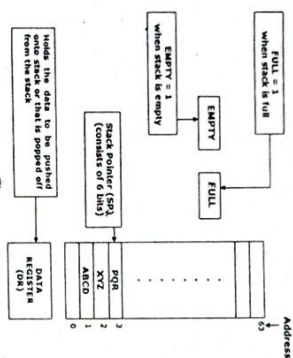 FULL = 1
when stack is full
EMPTY = 1
when stack is empty
EMPTY
FULL
Address
63
Stack Pointer (SP)
(consists of 6 bits)
PQR
3
XYZ
2
ABCD
1
0
Holds the data to be pushed
onto stack or that is popped off
from the stack
DATA
REGISTER
(DR)